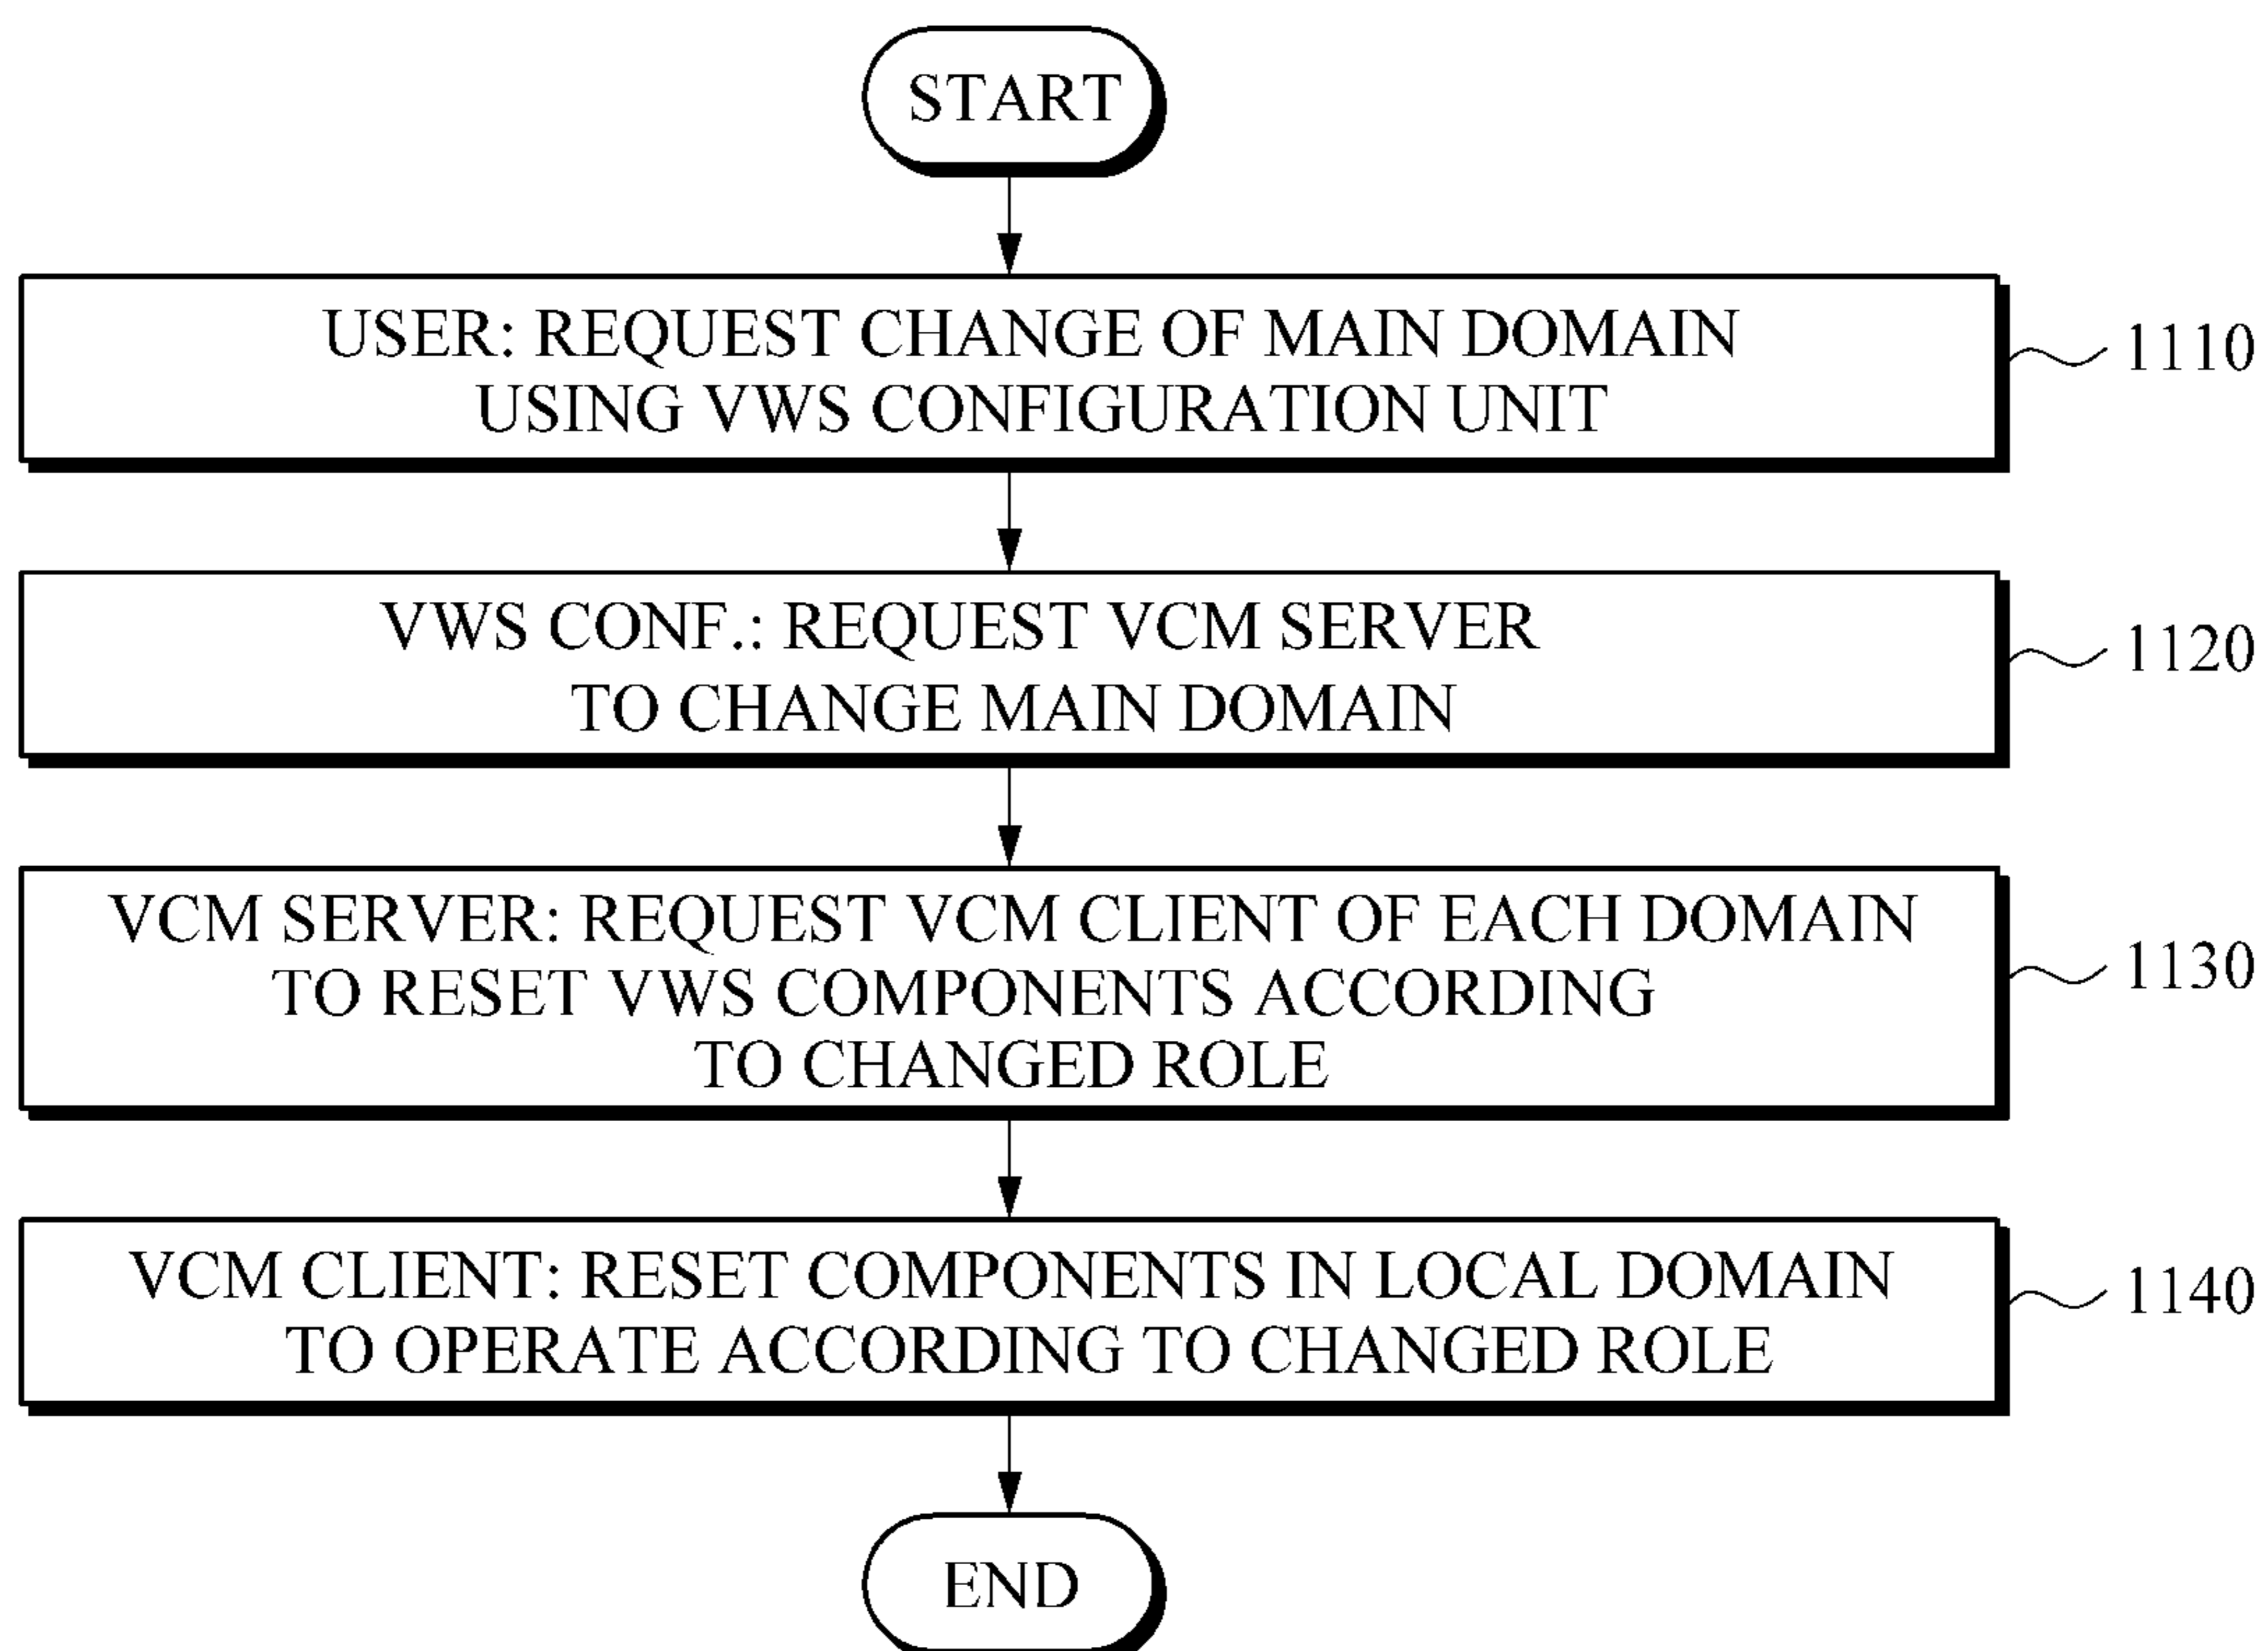 START
USER: REQUEST CHANGE OF MAIN DOMAIN
USING VWS CONFIGURATION UNIT
1110
VWS CONF.: REQUEST VCM SERVER
TO CHANGE MAIN DOMAIN
1120
VCM SERVER: REQUEST VCM CLIENT OF EACH DOMAIN
TO RESET VWS COMPONENTS ACCORDING
TO CHANGED ROLE
1130
VCM CLIENT: RESET COMPONENTS IN LOCAL DOMAIN
TO OPERATE ACCORDING TO CHANGED ROLE
1140
END